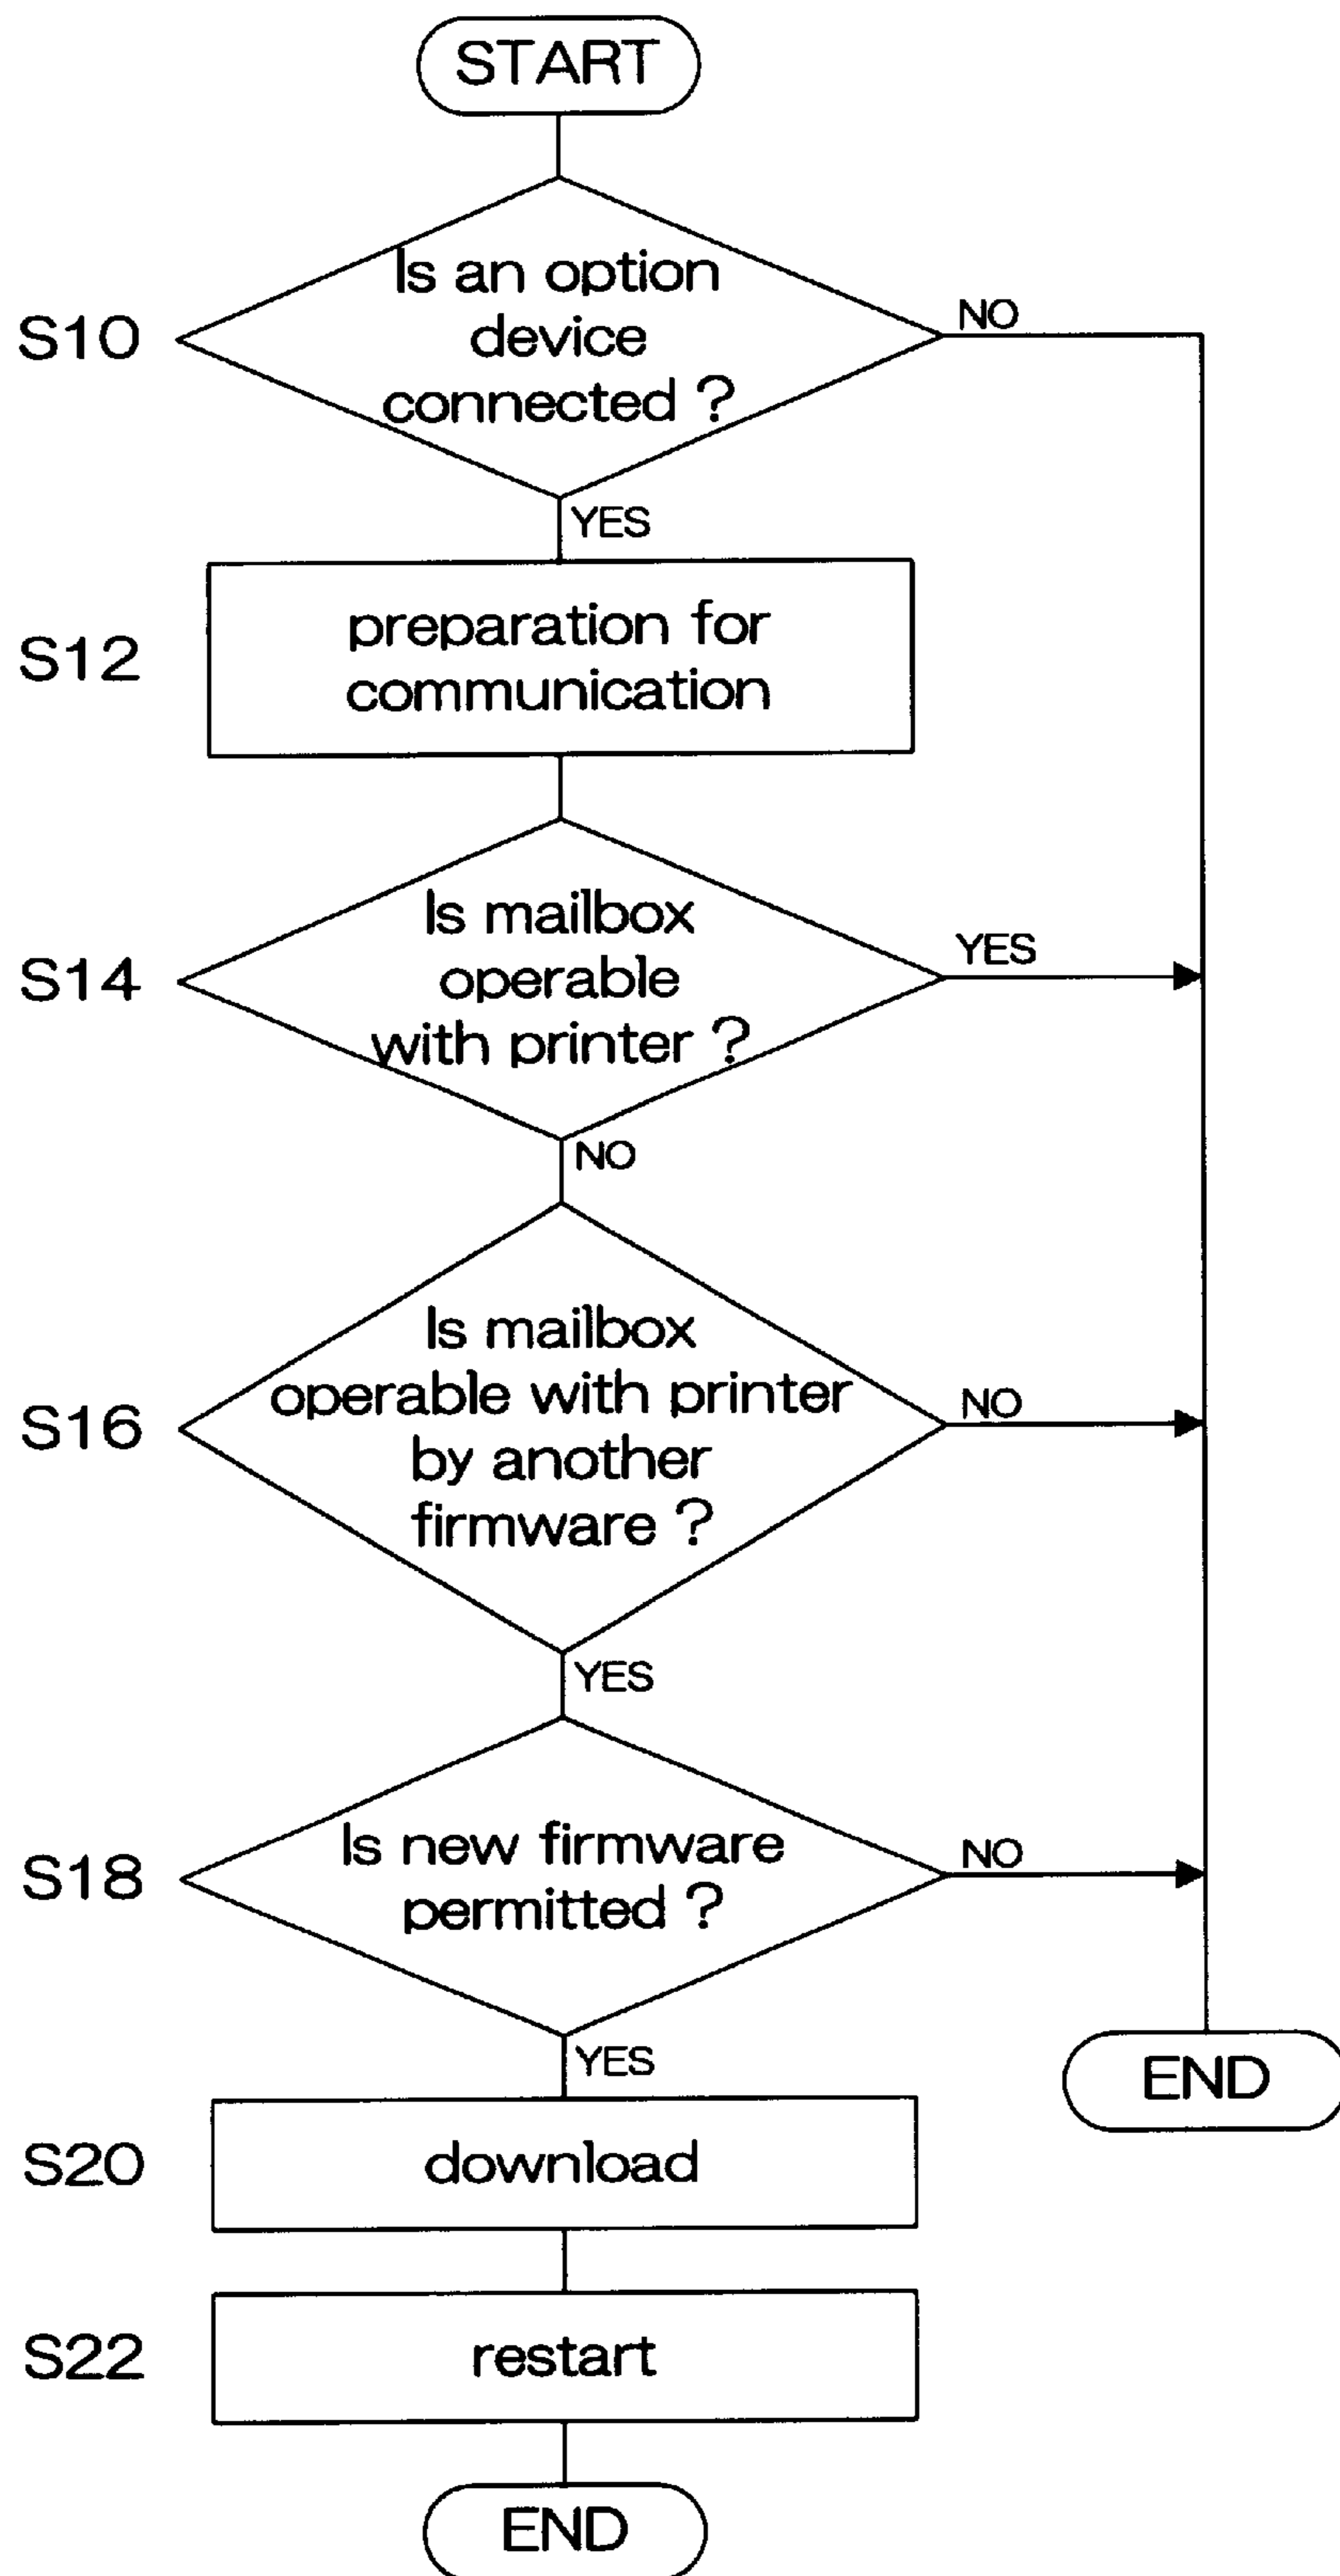 START
S10
Is an option
device
connected ?
NO
YES
S12
preparation for
communication
S14
Is mailbox
operable
with printer ?
YES
NO
S16
Is mailbox
operable with printer
by another
firmware ?
NO
YES
S18
Is new firmware
permitted ?
NO
YES
END
S20
download
S22
restart
END